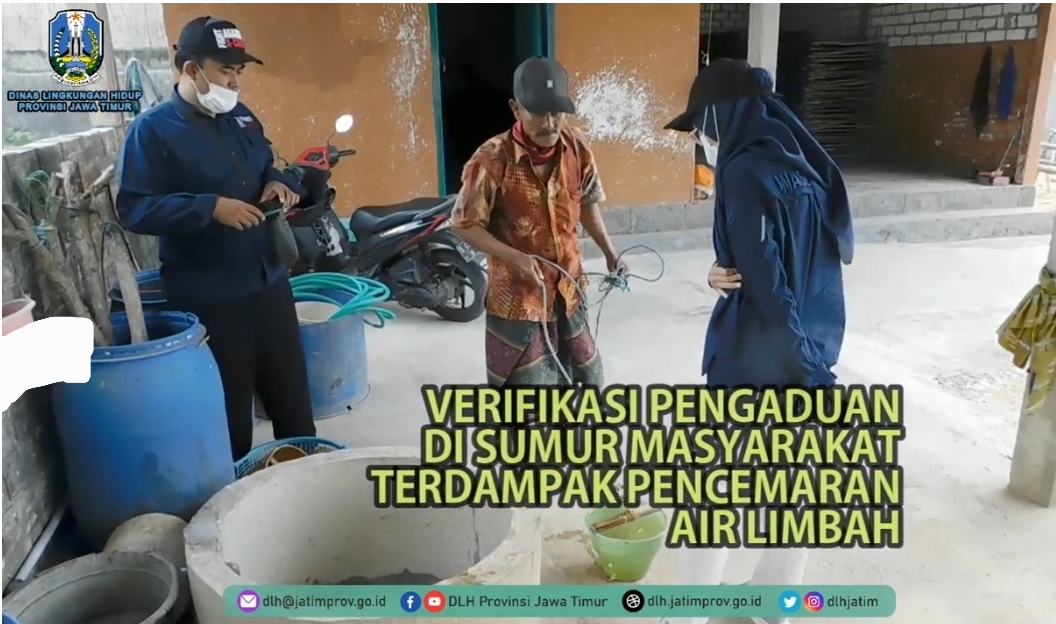 DINAS LINGKUNGAN HIDUP
PROVINSI JAWA TIMUR
VERIFIKASI PENGADUAN
DI SUMUR MASYARAKAT
TERDAMPAK PENCEMARAN
AIR LIMBAH
dlh@jatimprov.go.id DLH Provinsi Jawa Timur dlh.jatimprov.go.id dlhjatim